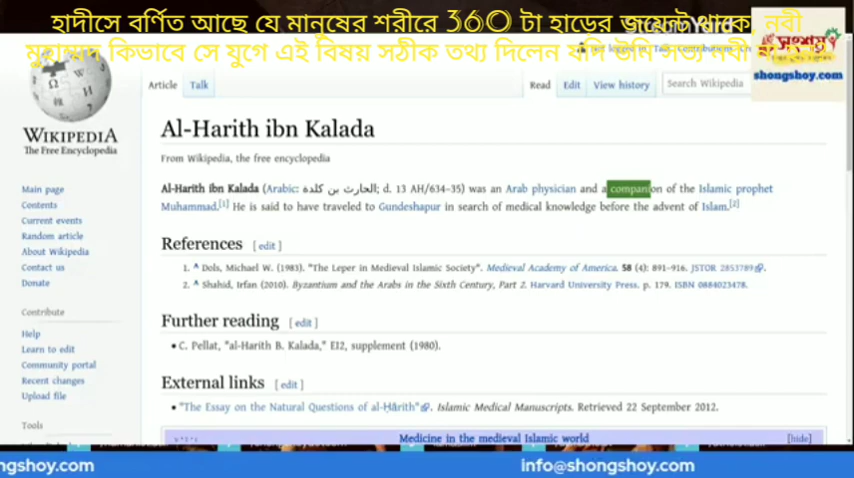 হাদীসে বর্ণিত আছে যে মানুষের শরীরে 360 টা হাড়ের জয়েন্ট থাকে, নবী
মুহাম্মদ কিভাবে সে যুগে এই বিষয় সঠীক তথ্য দিলেন যদি উনি সত্য নবী না
সংশয়
shongshoy.com
WIKIPEDIA
The Free Encyclopedia
Article Talk
Read Edit View history
Search Wikipedia
Al-Harith ibn Kalada
From Wikipedia, the free encyclopedia
Al-Harith ibn Kalada (Arabic: الحارث بن كلدة; d. 13 AH/634–35) was an Arab physician and a companion of the Islamic prophet
Muhammad.[1] He is said to have traveled to Gundeshapur in search of medical knowledge before the advent of Islam.[2]
References [ edit ]
1. ^ Dols, Michael W. (1983). "The Leper in Medieval Islamic Society". Medieval Academy of America. 58 (4): 891–916. JSTOR 2853789.
2. ^ Shahid, Irfan (2010). Byzantium and the Arabs in the Sixth Century, Part 2. Harvard University Press. p. 179. ISBN 0884023478.
Further reading [ edit ]
• C. Pellat, "al-Harith B. Kalada," EI2, supplement (1980).
External links [ edit ]
• "The Essay on the Natural Questions of al-Ḥārith". Islamic Medical Manuscripts. Retrieved 22 September 2012.
v·t·e Medicine in the medieval Islamic world [hide]
Main page
Contents
Current events
Random article
About Wikipedia
Contact us
Donate
Contribute
Help
Learn to edit
Community portal
Recent changes
Upload file
Tools
ngshoy.com
info@shongshoy.com